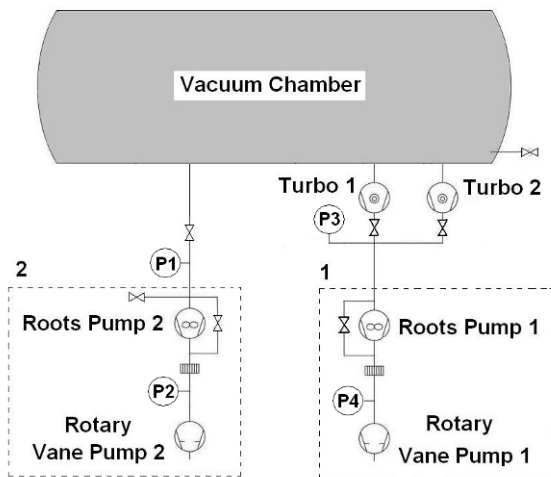 Vacuum Chamber
Turbo 1
Turbo 2
P3
P1
2
1
Roots Pump 2
Roots Pump 1
P2
P4
Rotary
Vane Pump 2
Rotary
Vane Pump 1